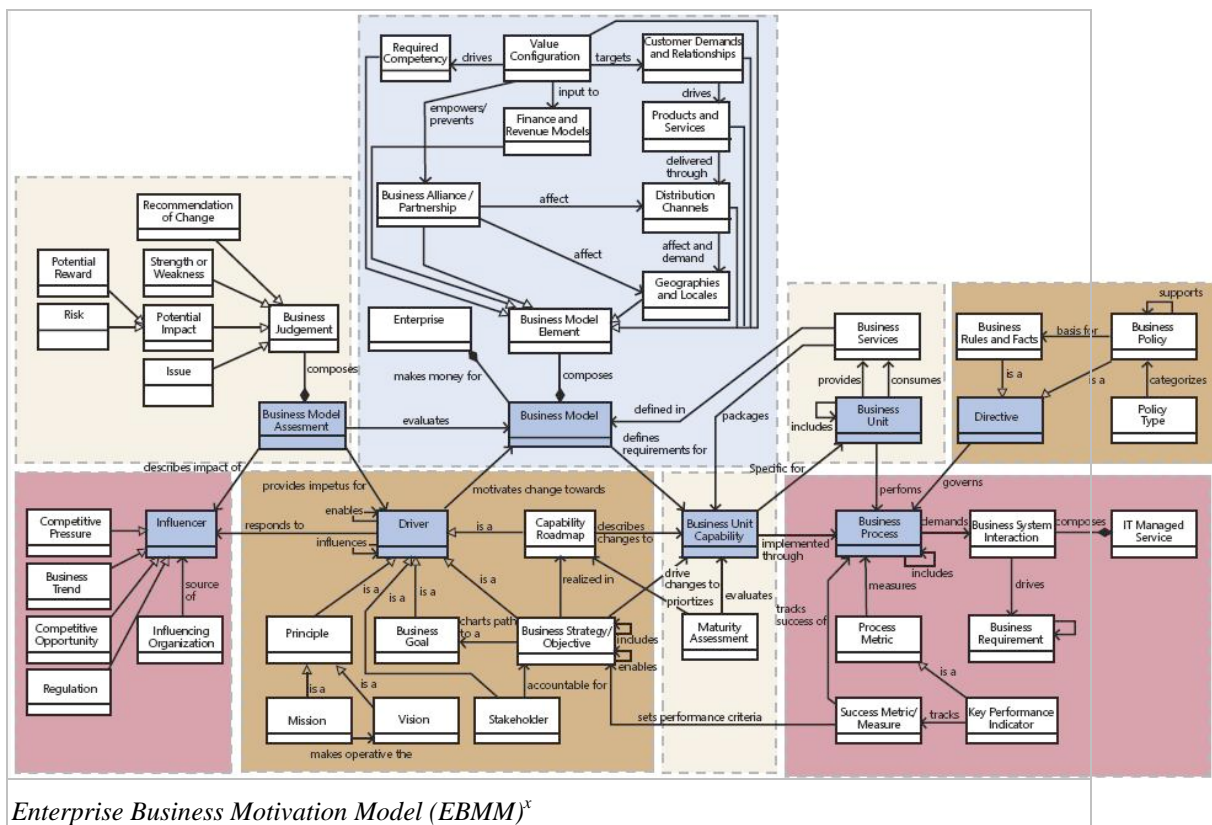 Required
Competency
drives
Value
Configuration
targets
Customer Demands
and Relationships
empowers/
prevents
input to
drives
Finance and
Revenue Models
Products and
Services
delivered
through
Business Alliance /
Partnership
affect
Distribution
Channels
affect
affect and
demand
Geographies
and Locales
Enterprise
Business Model
Element
makes money for
composes
Business Model
Recommendation
of Change
Potential
Reward
Strength or
Weakness
Risk
Potential
Impact
Business
Judgement
Issue
composes
Business Model
Assesment
evaluates
describes impact of
provides impetus for
motivates change towards
defined in
defines
requirements for
packages
Business
Services
provides
consumes
includes
Business
Unit
Specific for
perfoms
supports
Business
Rules and Facts
basis for
Business
Policy
is a
is a
categorizes
Directive
Policy
Type
governs
Competitive
Pressure
Influencer
responds to
Business
Trend
source
of
Competitive
Opportunity
Influencing
Organization
Regulation
enables
influences
Driver
is a
Capability
Roadmap
describes
changes to
is a
is a
is a
is a
realized in
Principle
Business
Goal
charts path
to a
Business Strategy/
Objective
includes
enables
is a
is a
accountable for
Mission
Vision
Stakeholder
makes operative the
Business Unit
Capability
implemented
through
drive
changes to
prioritizes
evaluates
Maturity
Assessment
Business
Process
demands
Business System
Interaction
composes
IT Managed
Service
includes
measures
drives
tracks
success of
Process
Metric
Business
Requirement
is a
sets performance criteria
Success Metric/
Measure
tracks
Key Performance
Indicator
Enterprise Business Motivation Model (EBMM)x